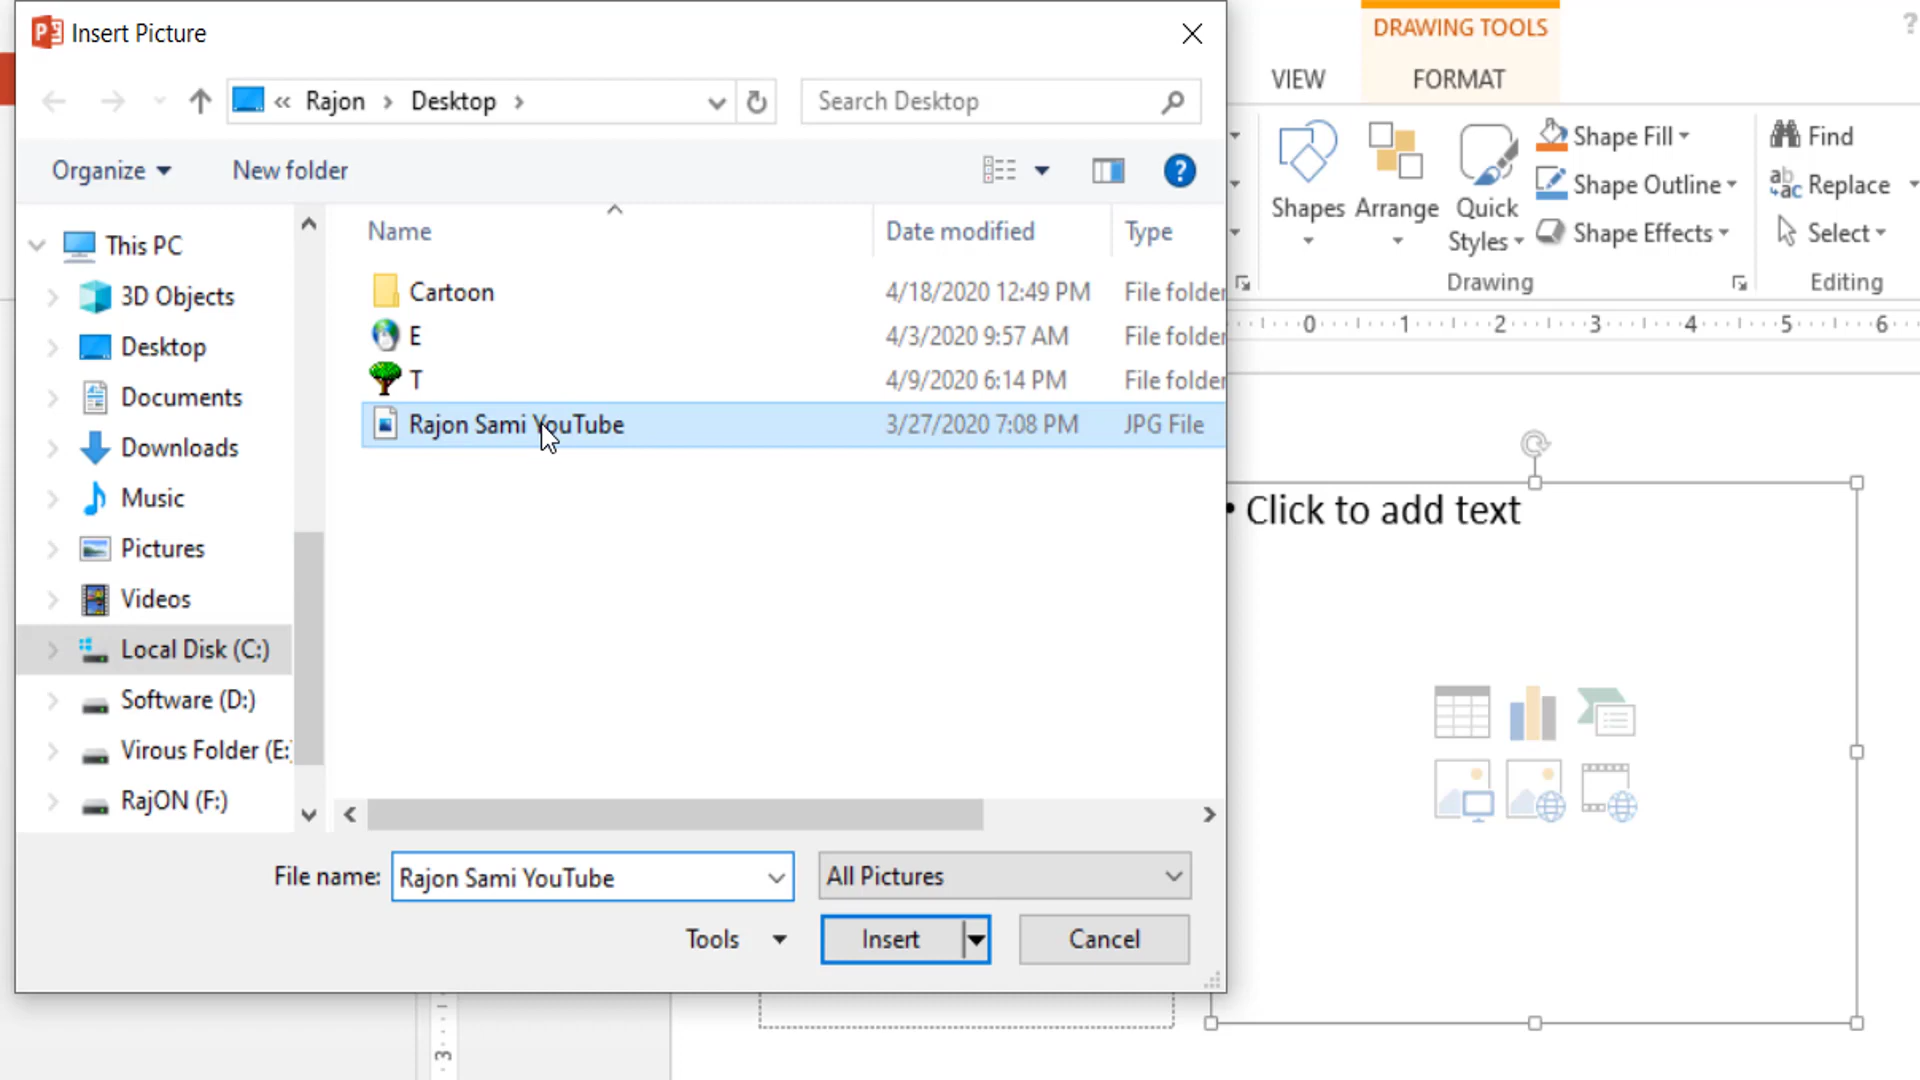 Insert Picture
« Rajon › Desktop ›
Search Desktop
Organize
New folder
?
This PC
3D Objects
Desktop
Documents
Downloads
Music
Pictures
Videos
Local Disk (C:)
Software (D:)
Virous Folder (E:
RajON (F:)
Name Date modified Type
Cartoon 4/18/2020 12:49 PM File folder
E 4/3/2020 9:57 AM File folder
T 4/9/2020 6:14 PM File folder
Rajon Sami YouTube 3/27/2020 7:08 PM JPG File
File name: Rajon Sami YouTube
All Pictures
Tools
Insert
Cancel
DRAWING TOOLS
?
VIEW
FORMAT
Shapes
Arrange
Quick
Styles
Shape Fill
Shape Outline
Shape Effects
Drawing
Find
Replace
Select
Editing
0 1 2 3 4 5 6
• Click to add text
3